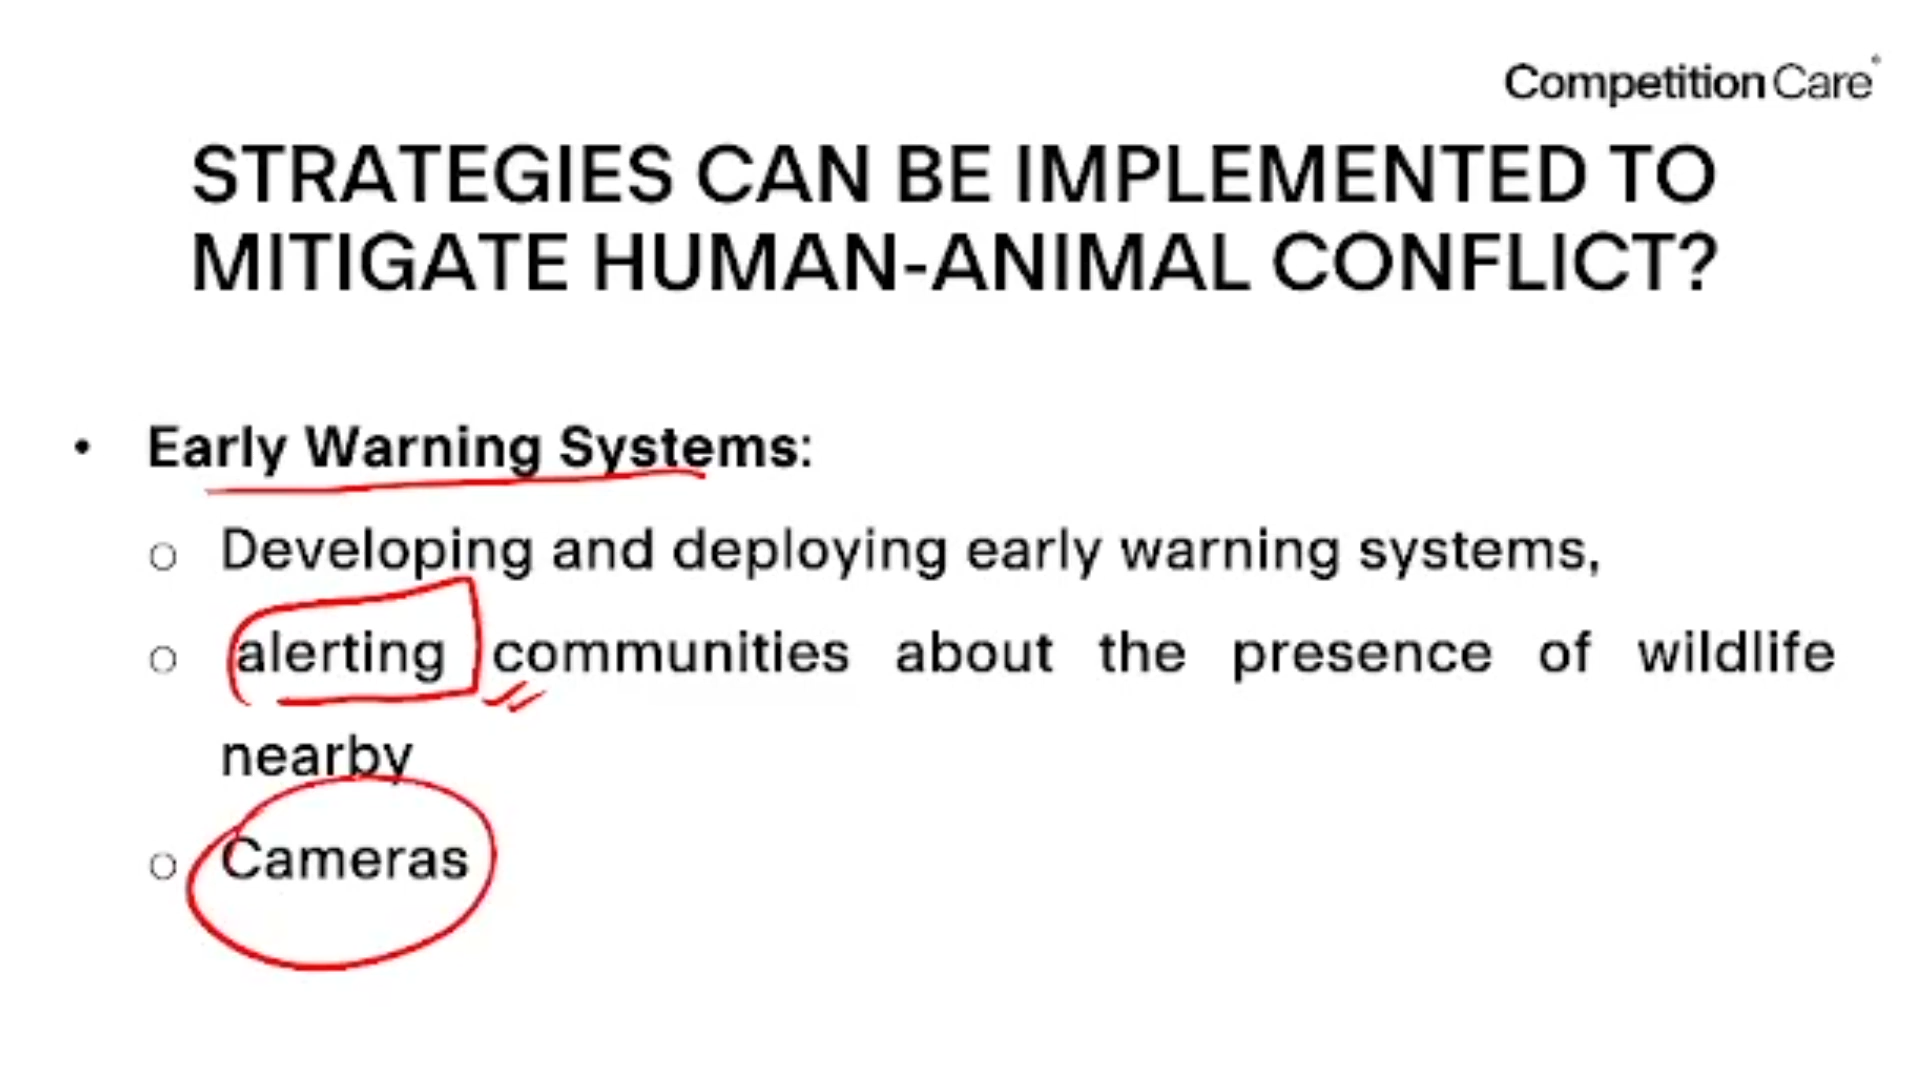 Competition Care
STRATEGIES CAN BE IMPLEMENTED TO
MITIGATE HUMAN-ANIMAL CONFLICT?
• Early Warning Systems:
o Developing and deploying early warning systems,
o alerting communities about the presence of wildlife
nearby
o Cameras